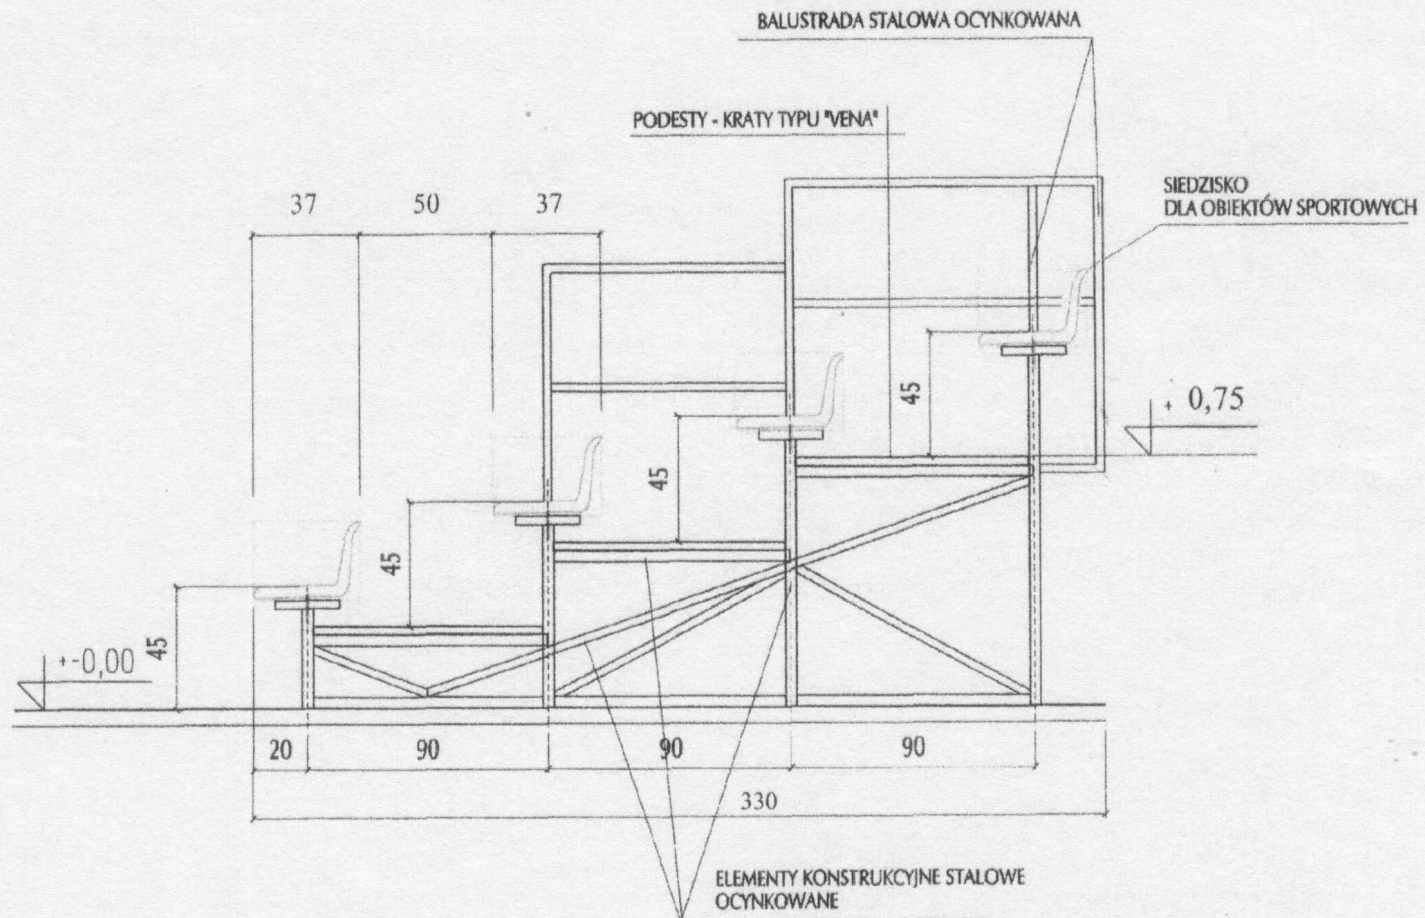 BALUSTRADA STALOWA OCYNKOWANA
PODESTY - KRATY TYPU "VENA"
SIEDZISKO
DLA OBIEKTÓW SPORTOWYCH
37 50 37
45
+ 0,75
45
45
45
+-0,00
20 90 90 90
330
ELEMENTY KONSTRUKCYJNE STALOWE
OCYNKOWANE